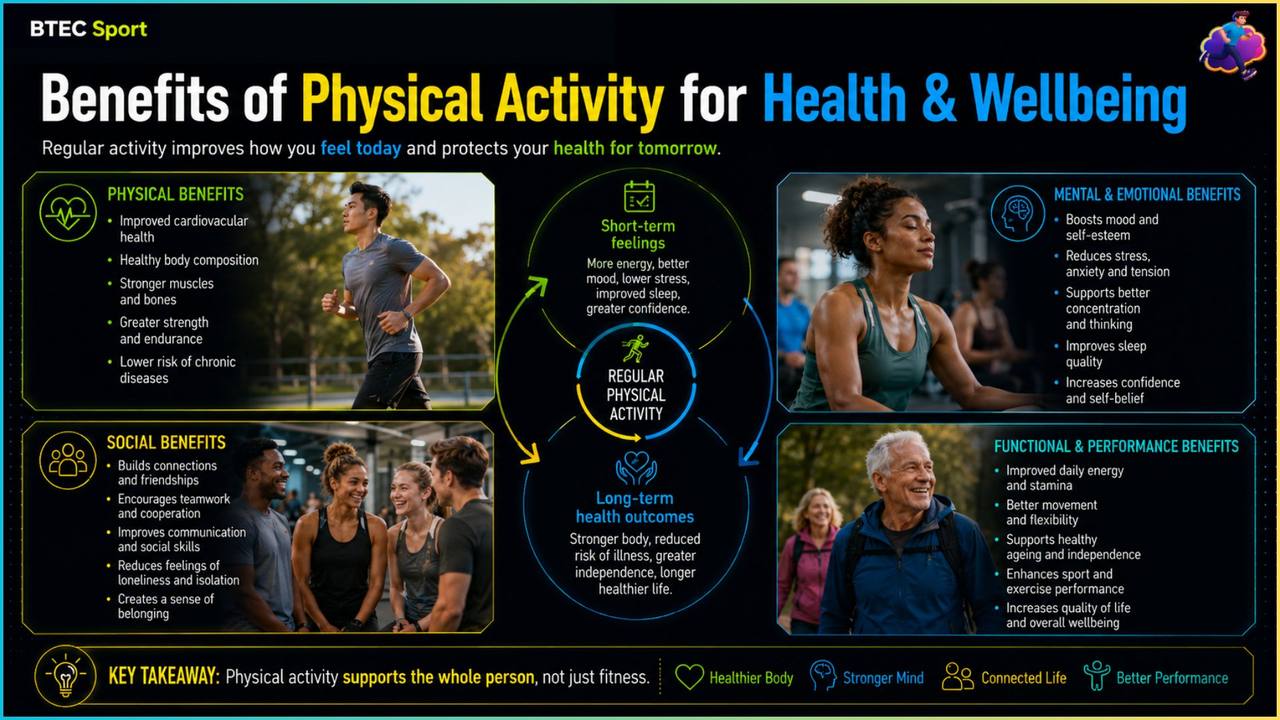 BTEC Sport
Benefits of Physical Activity for Health & Wellbeing
Regular activity improves how you feel today and protects your health for tomorrow.
PHYSICAL BENEFITS
• Improved cardiovascular
health
• Healthy body composition
• Stronger muscles
and bones
• Greater strength
and endurance
• Lower risk of chronic
diseases
Short-term
feelings
More energy, better
mood, lower stress,
improved sleep,
greater confidence.
REGULAR
PHYSICAL
ACTIVITY
Long-term
health outcomes
Stronger body, reduced
risk of illness, greater
independence, longer
healthier life.
MENTAL & EMOTIONAL BENEFITS
• Boosts mood and
self-esteem
• Reduces stress,
anxiety and tension
• Supports better
concentration
and thinking
• Improves sleep
quality
• Increases confidence
and self-belief
SOCIAL BENEFITS
• Builds connections
and friendships
• Encourages teamwork
and cooperation
• Improves communication
and social skills
• Reduces feelings of
loneliness and isolation
• Creates a sense of
belonging
FUNCTIONAL & PERFORMANCE BENEFITS
• Improved daily energy
and stamina
• Better movement
and flexibility
• Supports healthy
ageing and independence
• Enhances sport and
exercise performance
• Increases quality of life
and overall wellbeing
KEY TAKEAWAY: Physical activity supports the whole person, not just fitness.
Healthier Body
Stronger Mind
Connected Life
Better Performance